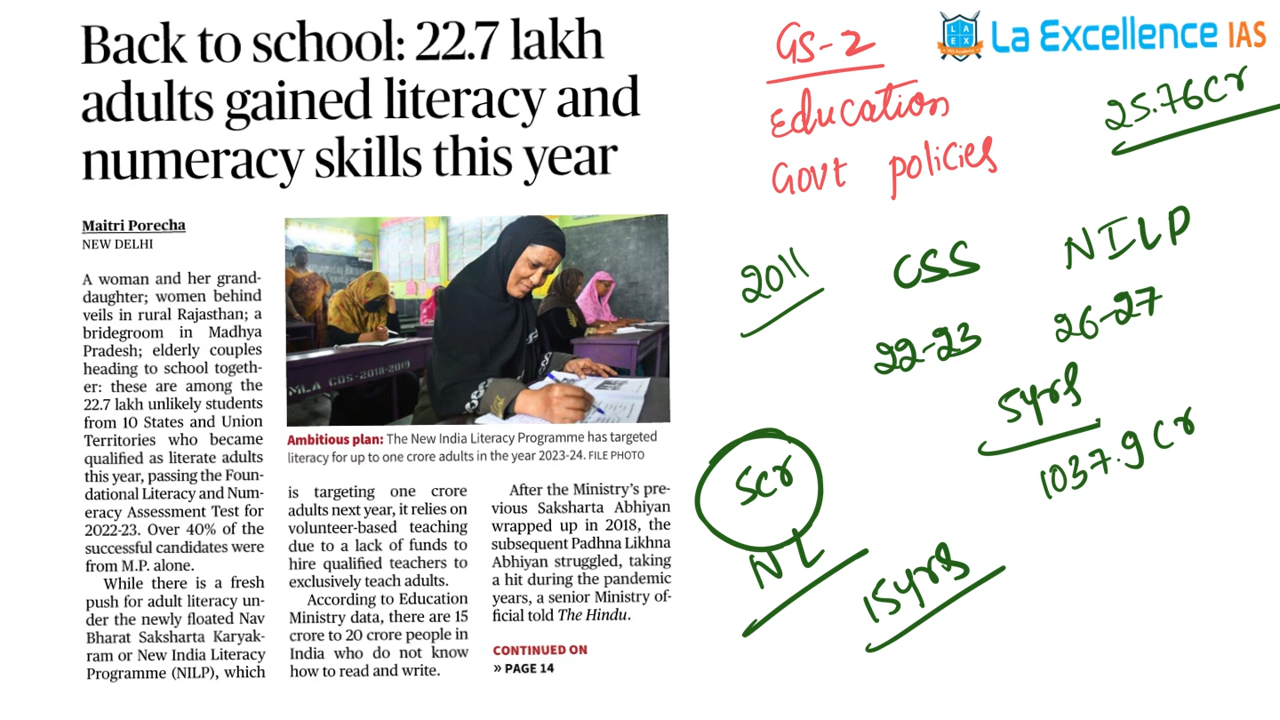 Back to school: 22.7 lakh
adults gained literacy and
numeracy skills this year
Maitri Porecha
NEW DELHI
A woman and her grand-
daughter; women behind
veils in rural Rajasthan; a
bridegroom in Madhya
Pradesh; elderly couples
heading to school togeth-
er: these are among the
22.7 lakh unlikely students
from 10 States and Union
Territories who became
qualified as literate adults
this year, passing the Foun-
dational Literacy and Num-
eracy Assessment Test for
2022-23. Over 40% of the
successful candidates were
from M.P. alone.
While there is a fresh
push for adult literacy un-
der the newly floated Nav
Bharat Saksharta Karyak-
ram or New India Literacy
Programme (NILP), which
MLA CDS-2018-2019
Ambitious plan: The New India Literacy Programme has targeted
literacy for up to one crore adults in the year 2023-24. FILE PHOTO
is targeting one crore
adults next year, it relies on
volunteer-based teaching
due to a lack of funds to
hire qualified teachers to
exclusively teach adults.
According to Education
Ministry data, there are 15
crore to 20 crore people in
India who do not know
how to read and write.
After the Ministry's pre-
vious Saksharta Abhiyan
wrapped up in 2018, the
subsequent Padhna Likhna
Abhiyan struggled, taking
a hit during the pandemic
years, a senior Ministry of-
ficial told The Hindu.
CONTINUED ON
» PAGE 14
LA
EX
La Excellence IAS
GS-2
Education
Govt policies
25.76Cr
2011
CSS
NILP
22-23
26-27
5yrs
1037.9 Cr
5cr
NL
15yrs